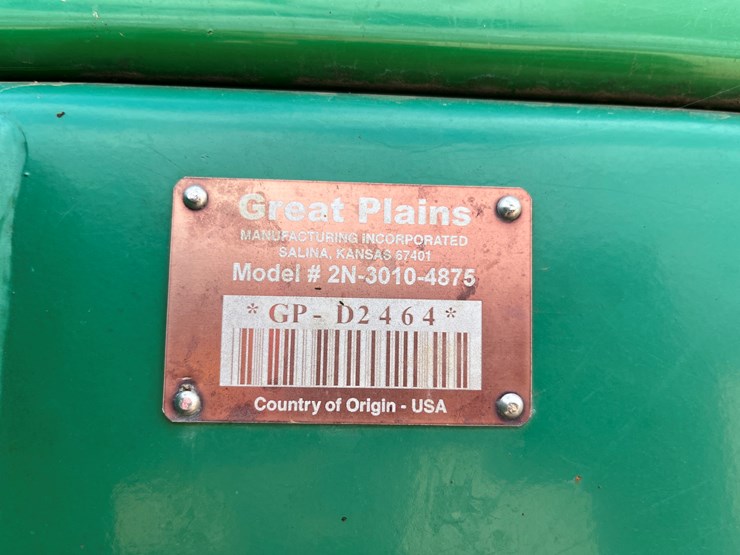 Great Plains
MANUFACTURING INCORPORATED
SALINA, KANSAS 67401
Model # 2N-3010-4875
*GP-D2464*
Country of Origin - USA